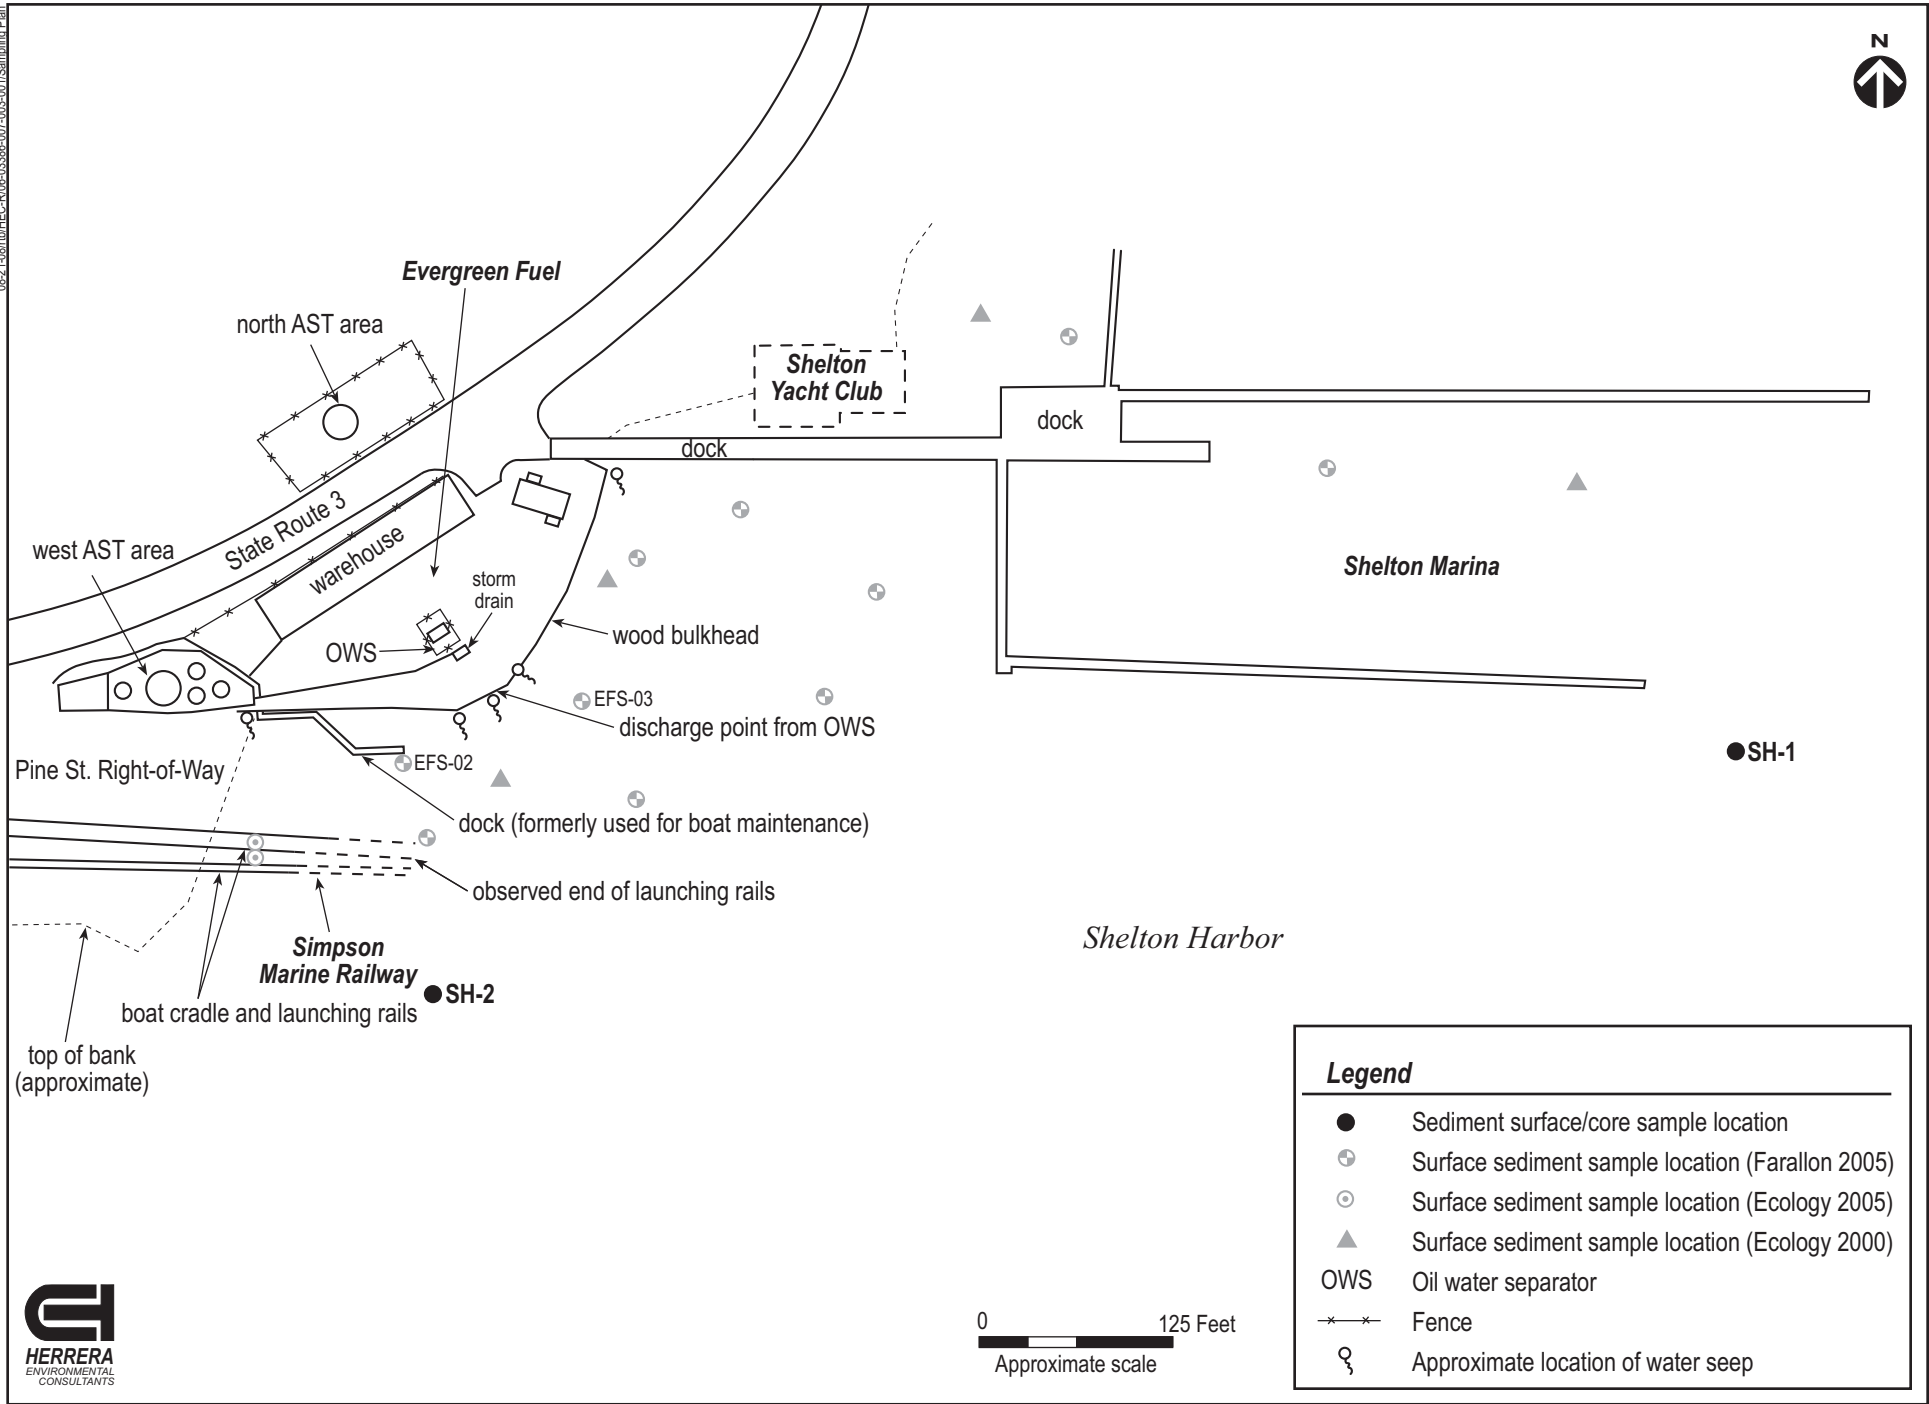 N
Evergreen Fuel
north AST area
Shelton
Yacht Club
dock
dock
State Route 3
west AST area
warehouse
storm
drain
OWS
wood bulkhead
Shelton Marina
EFS-03
discharge point from OWS
SH-1
Pine St. Right-of-Way
EFS-02
dock (formerly used for boat maintenance)
observed end of launching rails
Simpson
Marine Railway
Shelton Harbor
SH-2
boat cradle and launching rails
top of bank
(approximate)
Legend
Sediment surface/core sample location
Surface sediment sample location (Farallon 2005)
Surface sediment sample location (Ecology 2005)
Surface sediment sample location (Ecology 2000)
OWS Oil water separator
Fence
Approximate location of water seep
0 125 Feet
Approximate scale
HERRERA
ENVIRONMENTAL
CONSULTANTS